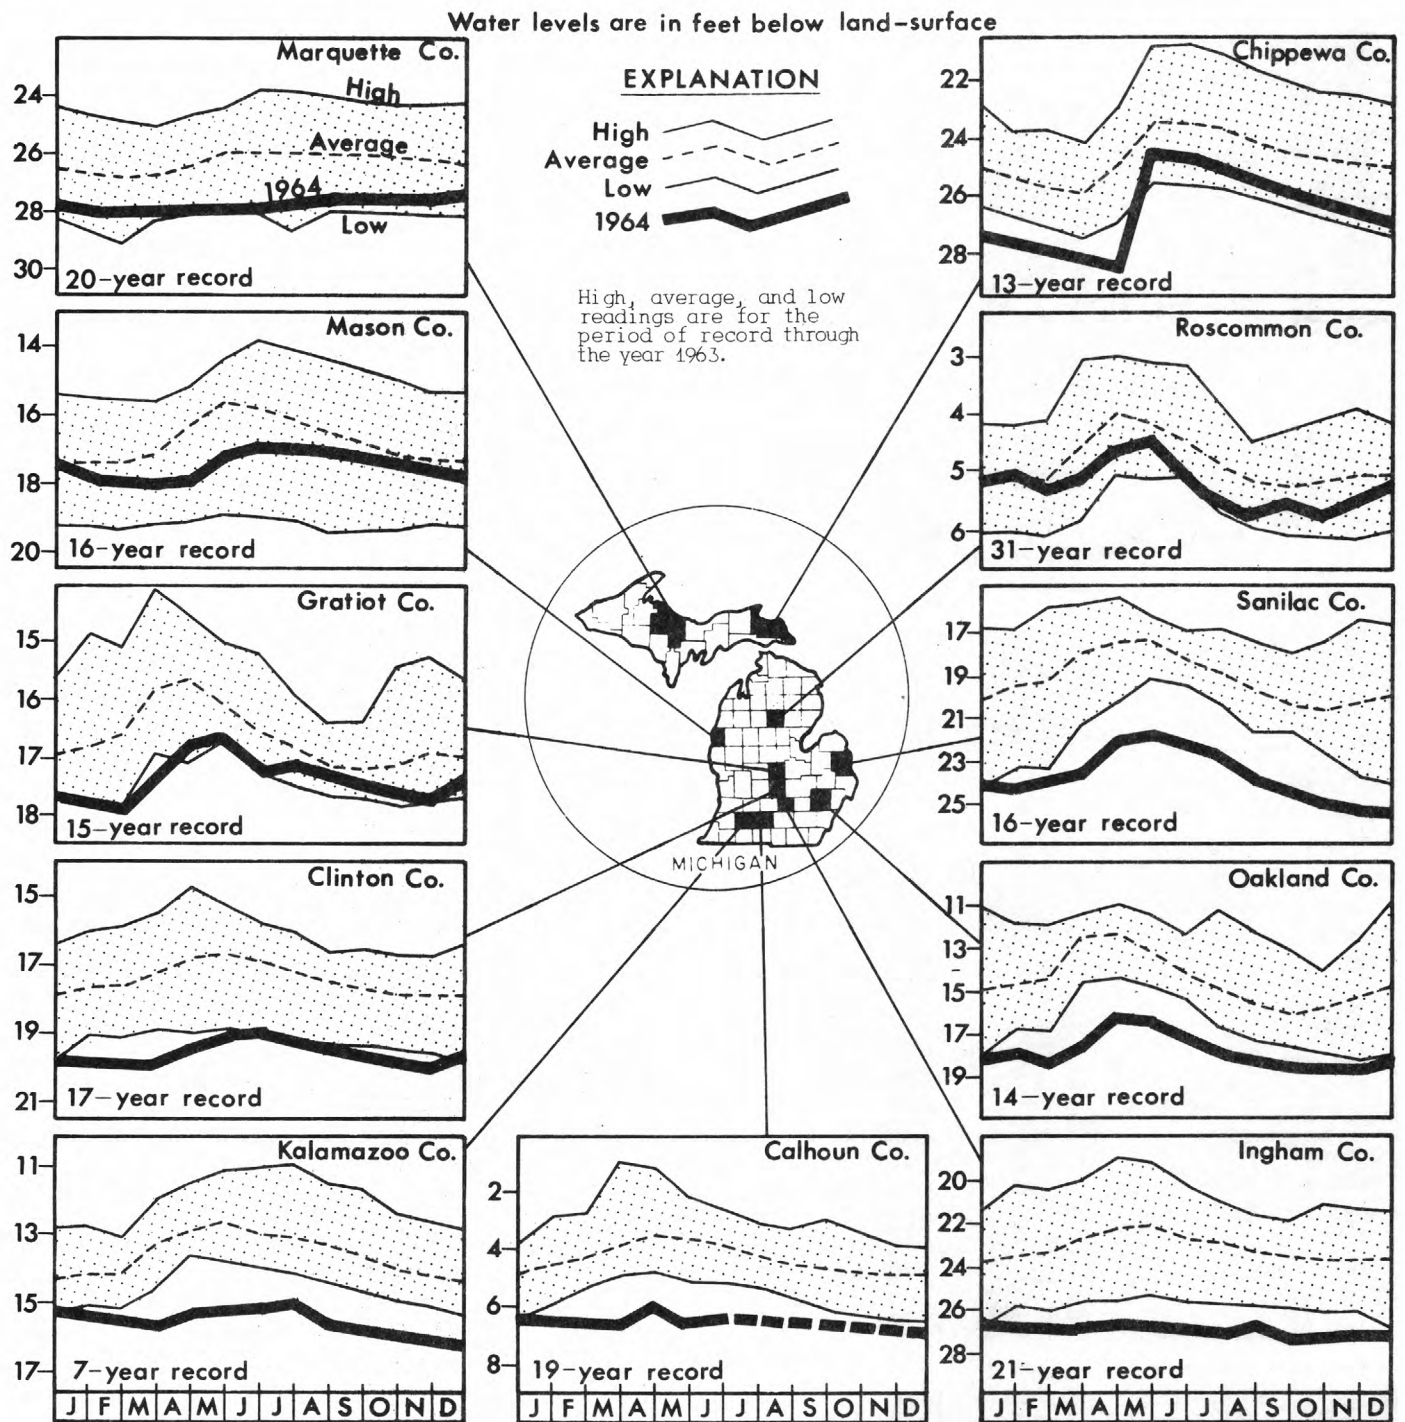 Water levels are in feet below land-surface
Marquette Co.
High
Average
1964
Low
24
26
28
30
20-year record
EXPLANATION
High
Average
Low
1964
High, average, and low
readings are for the
period of record through
the year 1963.
Chippewa Co.
22
24
26
28
13-year record
Mason Co.
14
16
18
20
16-year record
Roscommon Co.
3
4
5
6
31-year record
Gratiot Co.
15
16
17
18
15-year record
Sanilac Co.
17
19
21
23
25
16-year record
MICHIGAN
Clinton Co.
15
17
19
21
17-year record
Oakland Co.
11
13
15
17
19
14-year record
Kalamazoo Co.
11
13
15
17
7-year record
J F M A M J J A S O N D
Calhoun Co.
2
4
6
8
19-year record
J F M A M J J A S O N D
Ingham Co.
20
22
24
26
28
21-year record
J F M A M J J A S O N D